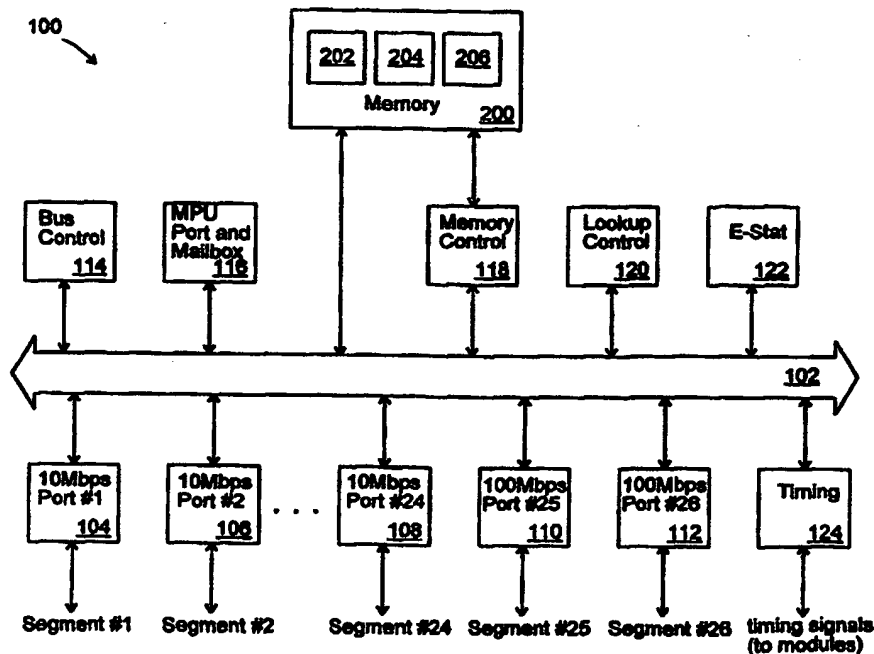 100
202 204 206
Memory
200
Bus
Control
114
MPU
Port and
Mailbox
116
Memory
Control
118
Lookup
Control
120
E-Stat
122
102
10Mbps
Port #1
104
10Mbps
Port #2
106
. . .
10Mbps
Port #24
108
100Mbps
Port #25
110
100Mbps
Port #26
112
Timing
124
Segment #1
Segment #2
Segment #24
Segment #25
Segment #26
timing signals
(to modules)